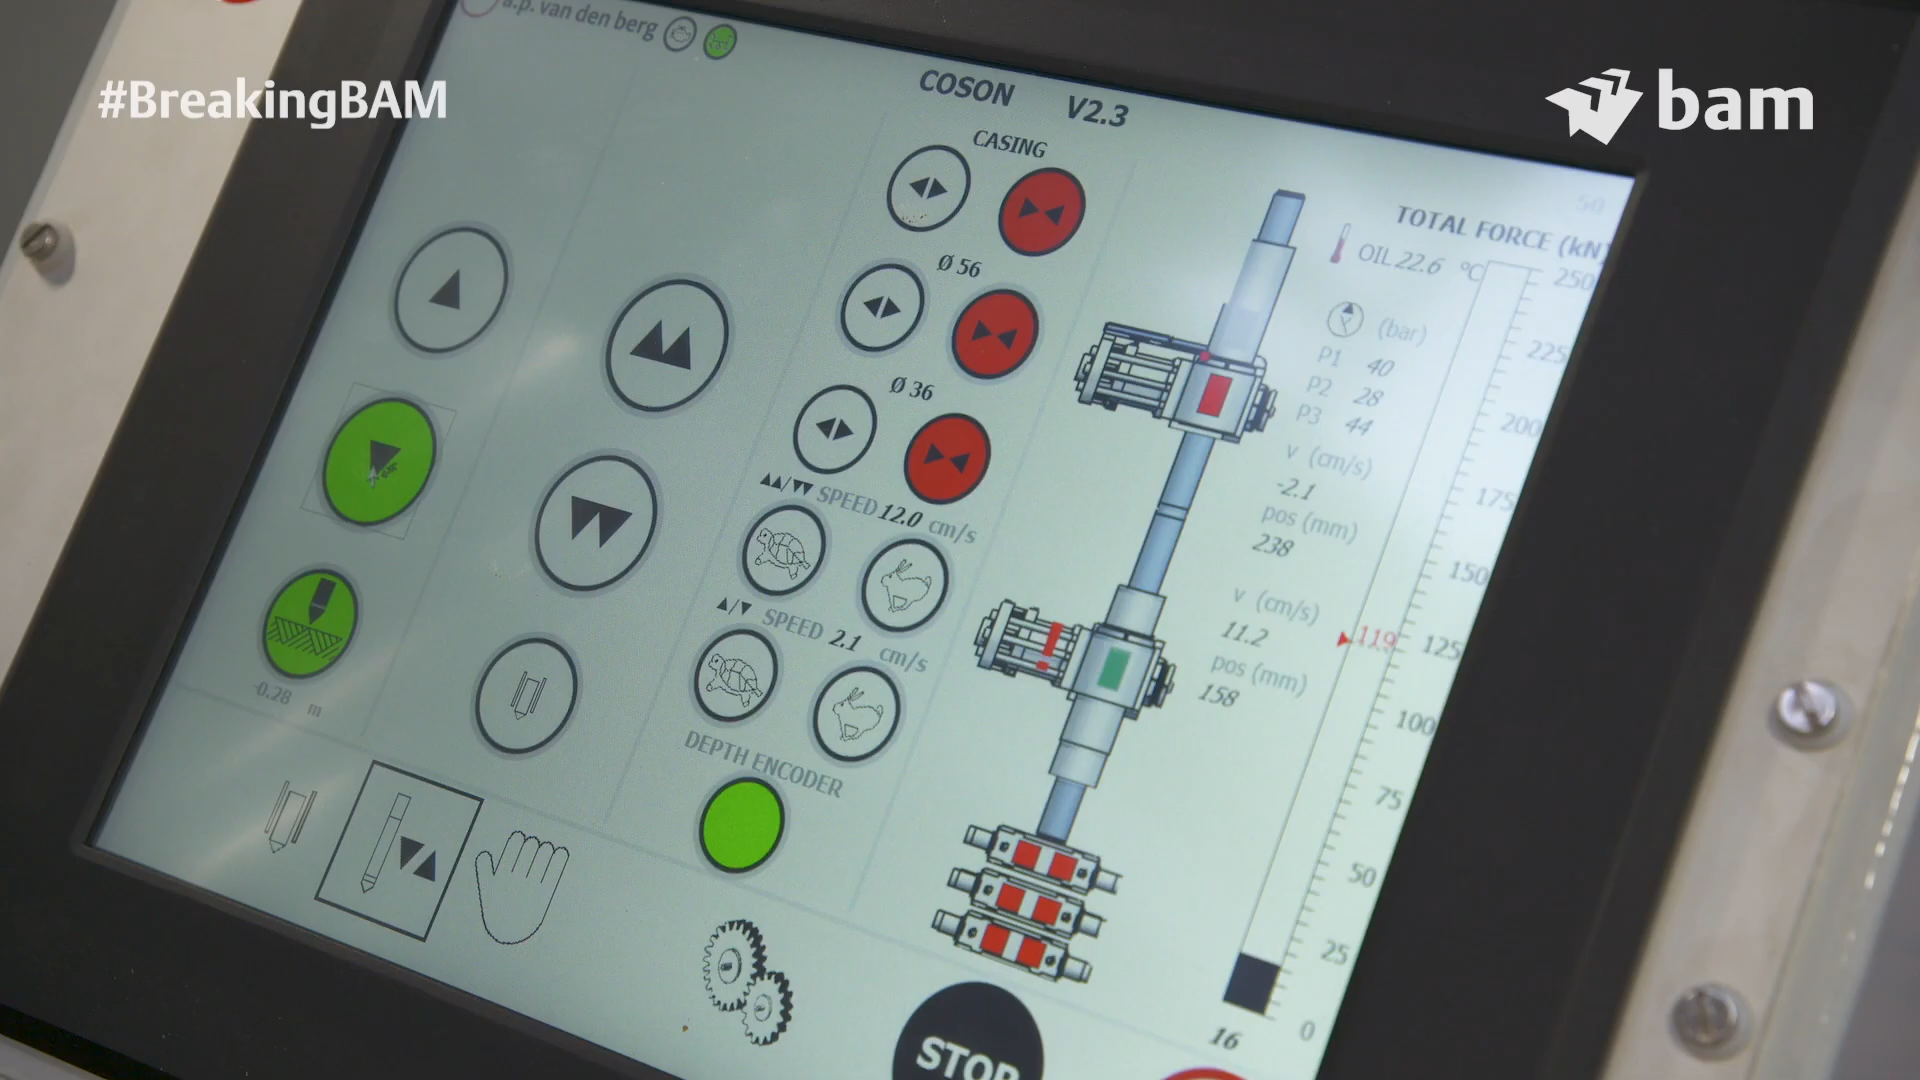 a.p. van den berg
#BreakingBAM
bam
COSON V2.3
CASING
Ø 56
Ø 36
SPEED 12.0 cm/s
SPEED 2.1 cm/s
DEPTH ENCODER
-0.28 m
STOP
50
TOTAL FORCE (kN)
OIL 22.6 °C
(bar)
P1 40
P2 28
P3 44
v (cm/s)
-2.1
pos (mm)
238
v (cm/s)
11.2
pos (mm)
158
250
225
200
175
150
119
125
100
75
50
25
0
16